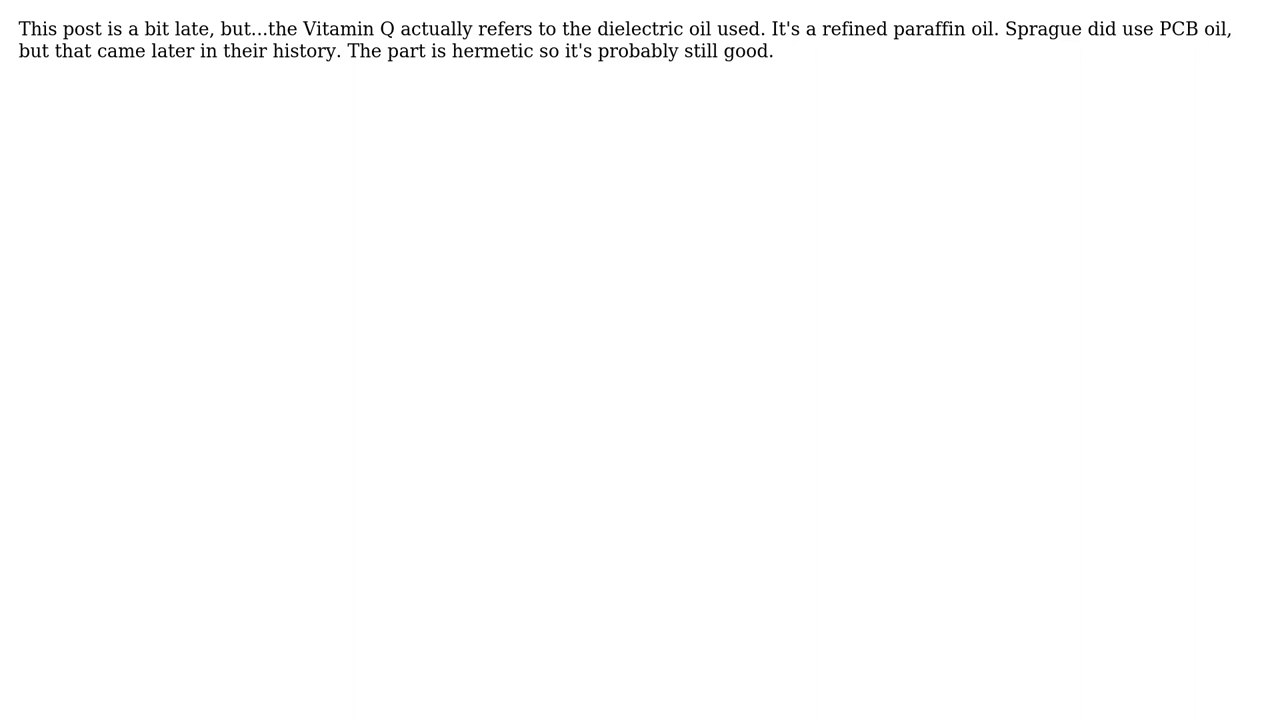 This post is a bit late, but...the Vitamin Q actually refers to the dielectric oil used. It's a refined paraffin oil. Sprague did use PCB oil,
but that came later in their history. The part is hermetic so it's probably still good.